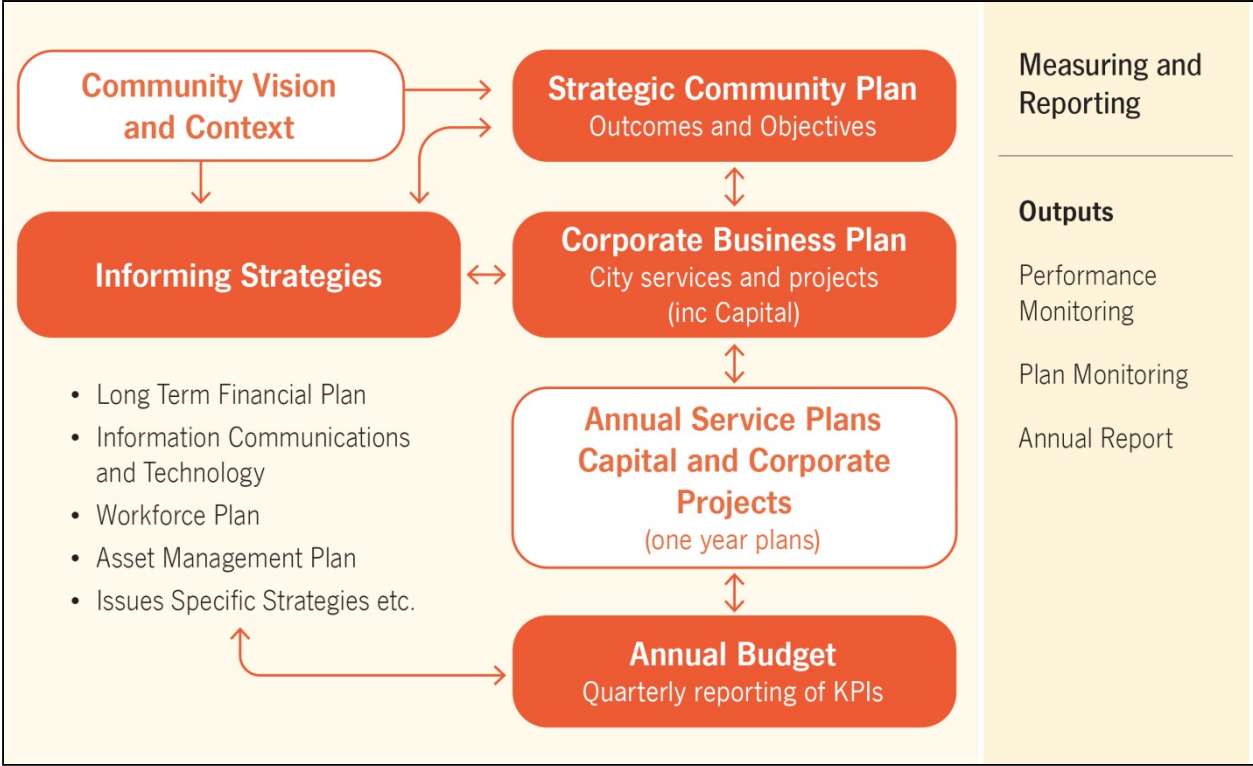 Community Vision
and Context
Strategic Community Plan
Outcomes and Objectives
Informing Strategies
Corporate Business Plan
City services and projects
(inc Capital)
• Long Term Financial Plan
• Information Communications
and Technology
• Workforce Plan
• Asset Management Plan
• Issues Specific Strategies etc.
Annual Service Plans
Capital and Corporate
Projects
(one year plans)
Annual Budget
Quarterly reporting of KPIs
Measuring and
Reporting
Outputs
Performance
Monitoring
Plan Monitoring
Annual Report